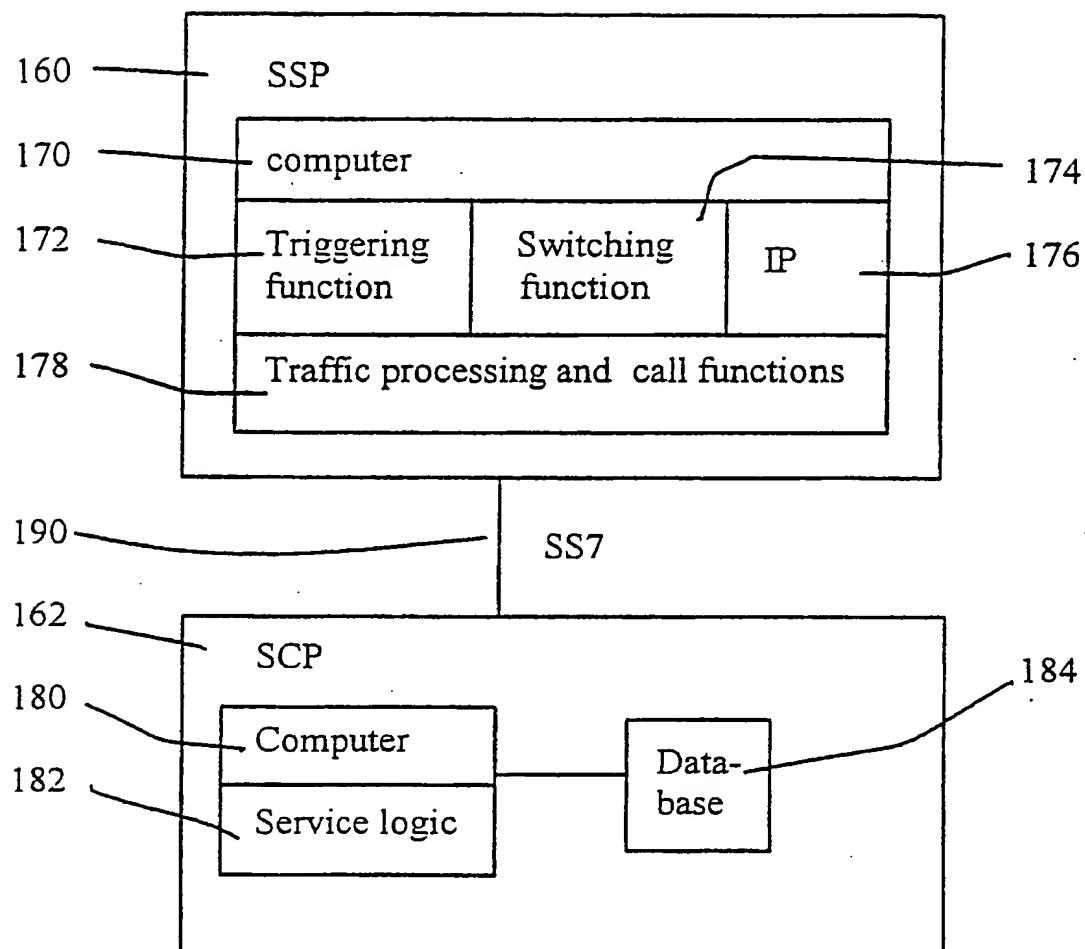 160
SSP
170
computer
174
172
Triggering
function
Switching
function
IP
176
178
Traffic processing and call functions
190
SS7
162
SCP
180
Computer
184
182
Service logic
Data-
base